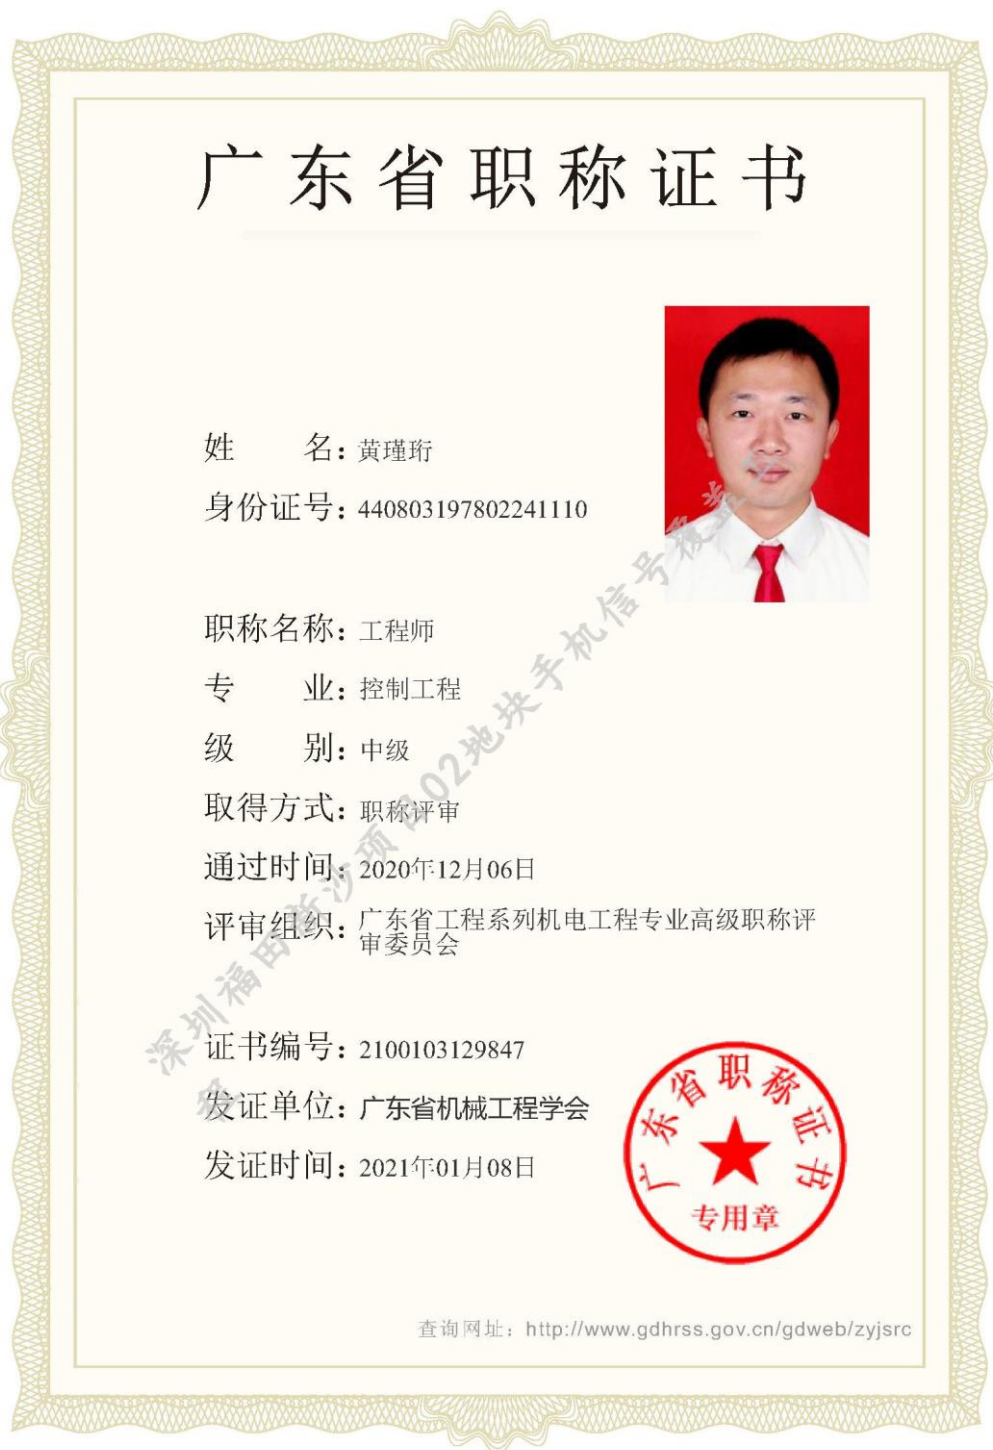 广东省职称证书
姓 名：黄瑾珩
身份证号：440803197802241110
职称名称：工程师
专 业：控制工程
级 别：中级
取得方式：职称评审
通过时间：2020年12月06日
评审组织：广东省工程系列机电工程专业高级职称评
审委员会
证书编号：2100103129847
发证单位：广东省机械工程学会
发证时间：2021年01月08日
广东省职称证书
专用章
查询网址：http://www.gdhrss.gov.cn/gdweb/zyjsrc
深圳福田新沙项目02地块手机信号覆盖